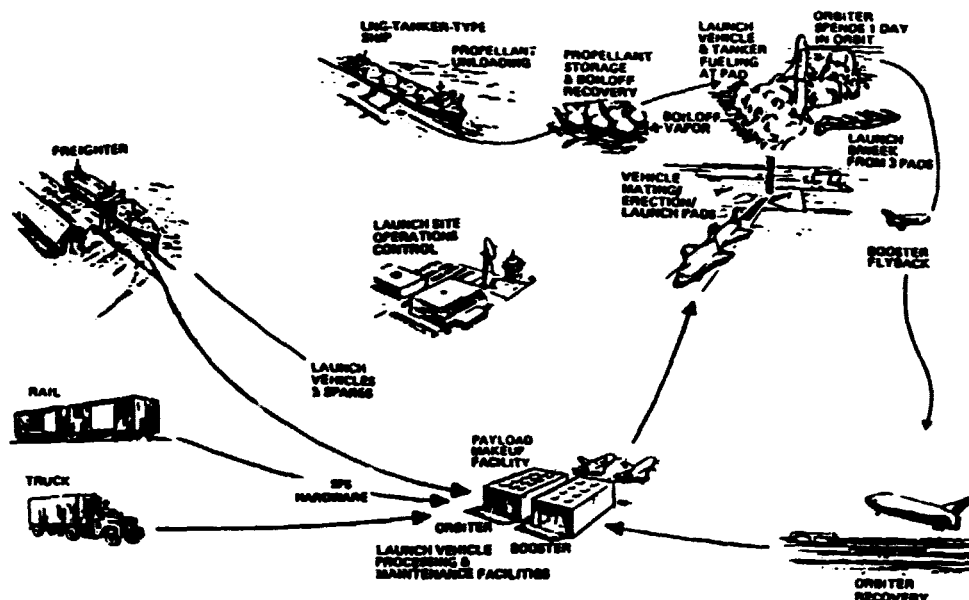 LNG-TANKER-TYPE
SHIP
PROPELLANT
UNLOADING
PROPELLANT
STORAGE
& BOILOFF
RECOVERY
LAUNCH
VEHICLE
& TANKER
FUELING
AT PAD
ORBITER
SPENDS 1 DAY
IN ORBIT
BOILOFF
VAPOR
LAUNCH
FROM 3 PADS
FREIGHTER
VEHICLE
MATING/
ERECTION/
LAUNCH PADS
LAUNCH SITE
OPERATIONS
CONTROL
BOOSTER
FLYBACK
LAUNCH
VEHICLES
& SPARES
RAIL
PAYLOAD
MAKEUP
FACILITY
TRUCK
SPS
HARDWARE
ORBITER
BOOSTER
LAUNCH VEHICLE
PROCESSING &
MAINTENANCE FACILITIES
ORBITER
RECOVERY